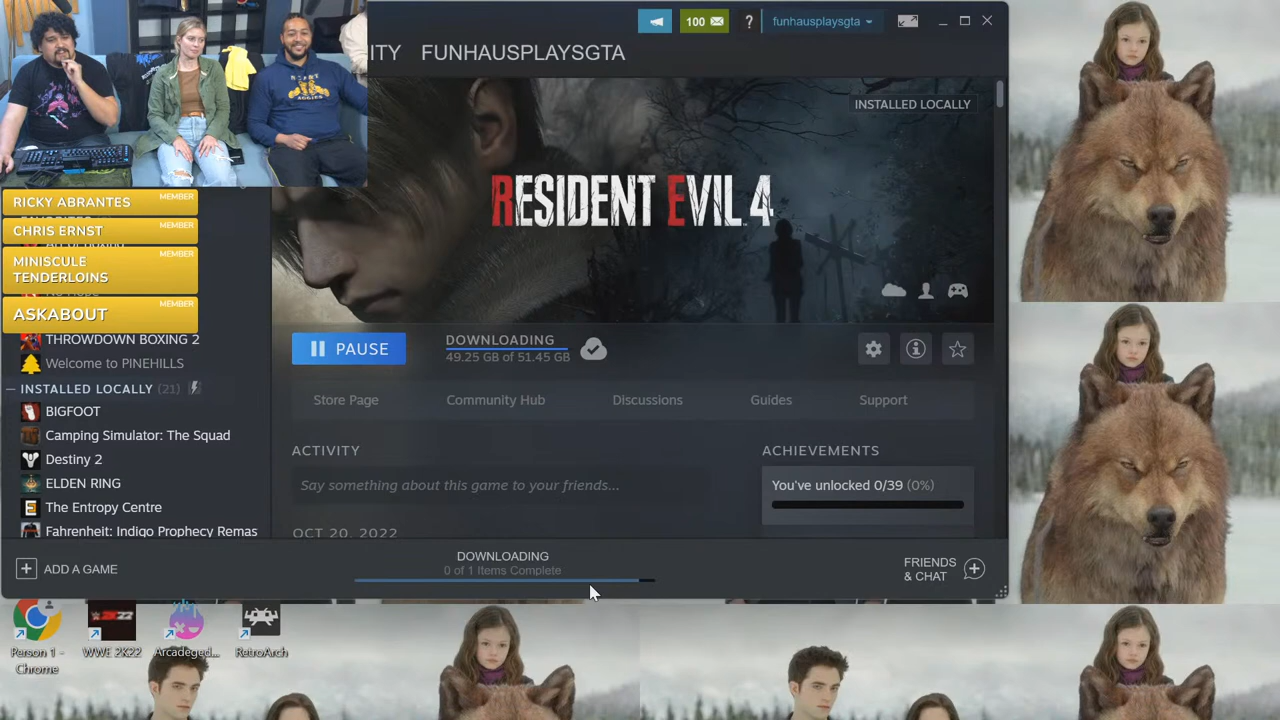 100
?
funhausplaysgta
ITY FUNHAUSPLAYSGTA
INSTALLED LOCALLY
RESIDENT EVIL 4
RICKY ABRANTES
MEMBER
CHRIS ERNST
MEMBER
MINISCULE
TENDERLOINS
MEMBER
ASKABOUT
MEMBER
THROWDOWN BOXING 2
Welcome to PINEHILLS
INSTALLED LOCALLY (21)
BIGFOOT
Camping Simulator: The Squad
Destiny 2
ELDEN RING
The Entropy Centre
Fahrenheit: Indigo Prophecy Remas
PAUSE
DOWNLOADING
49.25 GB of 51.45 GB
Store Page
Community Hub
Discussions
Guides
Support
ACTIVITY
Say something about this game to your friends...
OCT 20, 2022
ACHIEVEMENTS
You've unlocked 0/39 (0%)
ADD A GAME
DOWNLOADING
0 of 1 Items Complete
FRIENDS
& CHAT
Person 1 -
Chrome
WWE 2K22
Arcadeged...
RetroArch